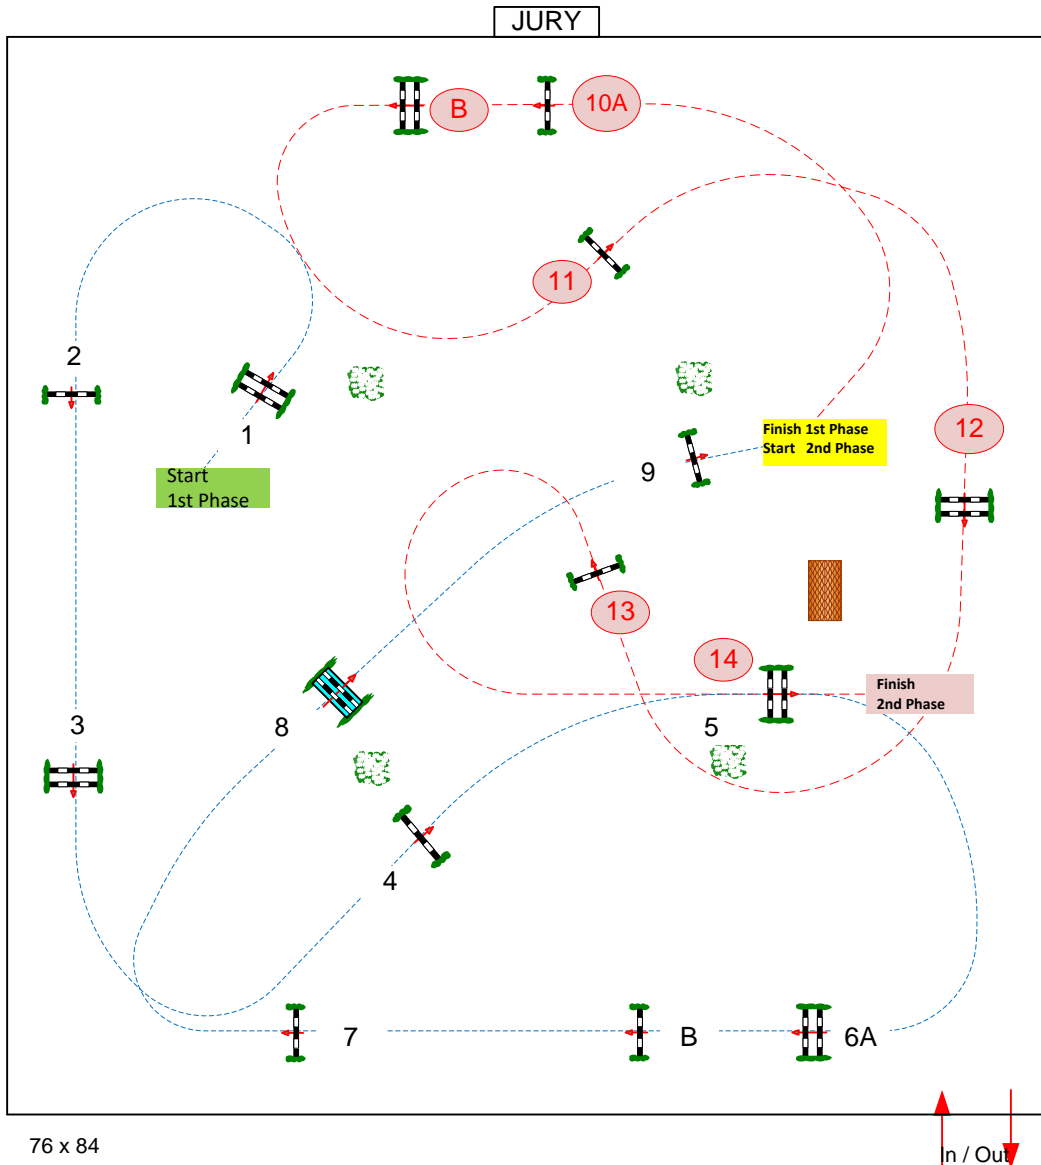 JURY
B
10A
11
2
1
12
Finish 1st Phase
Start 2nd Phase
Start
1st Phase
9
13
14
Finish
2nd Phase
3
8
5
4
7
B
6A
76 x 84
In / Out